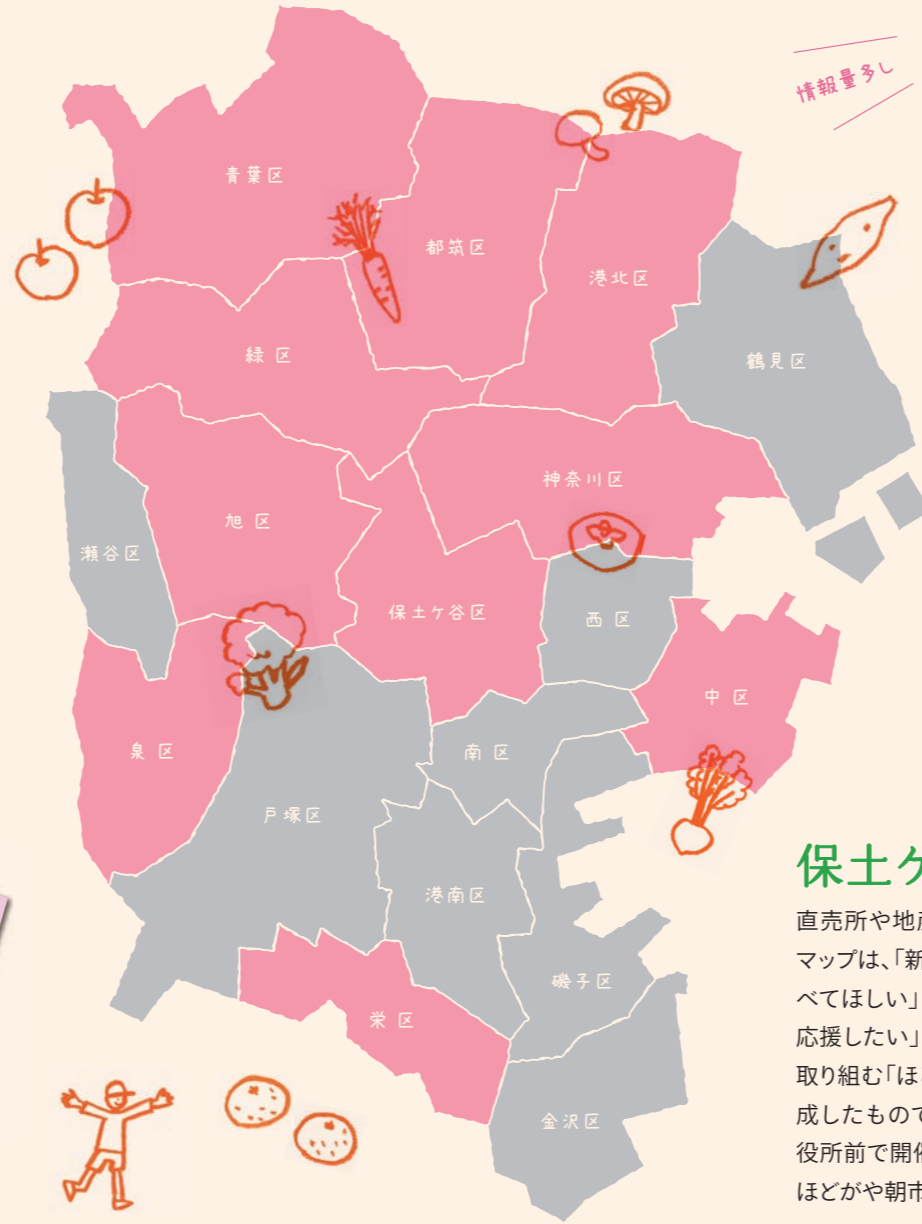 情報量多し
青葉区
都筑区
港北区
緑 区
鶴見区
神奈川区
旭 区
瀬谷区
保土ケ谷区
西 区
中 区
泉 区
南 区
戸塚区
港南区
磯子区
栄 区
金沢区
保土ケ
直売所や地産
マップは、「新
べてほしい」
応援したい」
取り組む「ほ
成したもので
役所前で開催
ほどがや朝市